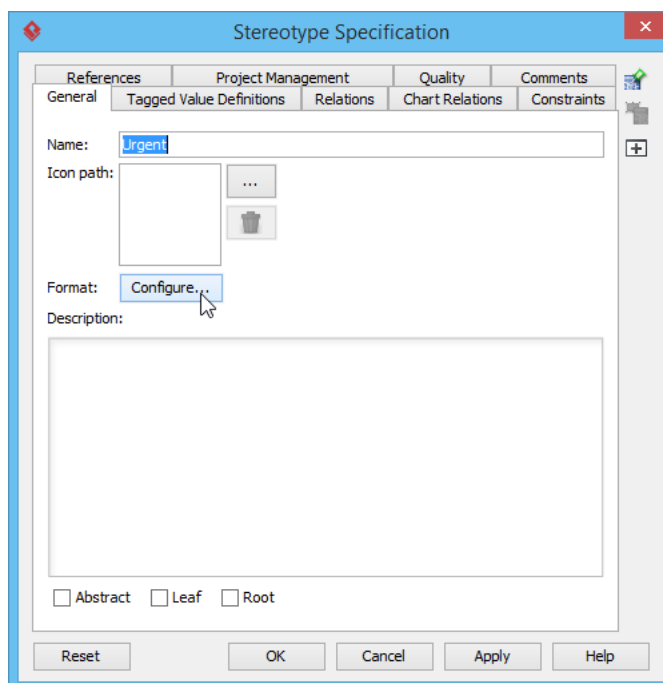 Stereotype Specification
References Project Management Quality Comments
General Tagged Value Definitions Relations Chart Relations Constraints
Name: Urgent
Icon path: ...
Format: Configure...
Description:
Abstract Leaf Root
Reset OK Cancel Apply Help